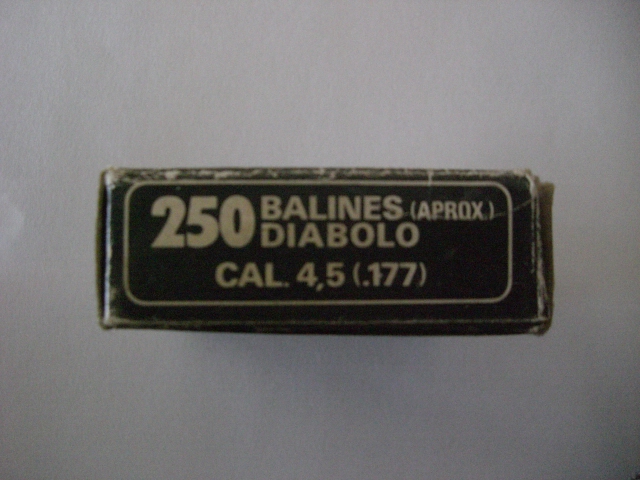 250 BALINES (APROX.)
DIABOLO
CAL. 4,5 (.177)